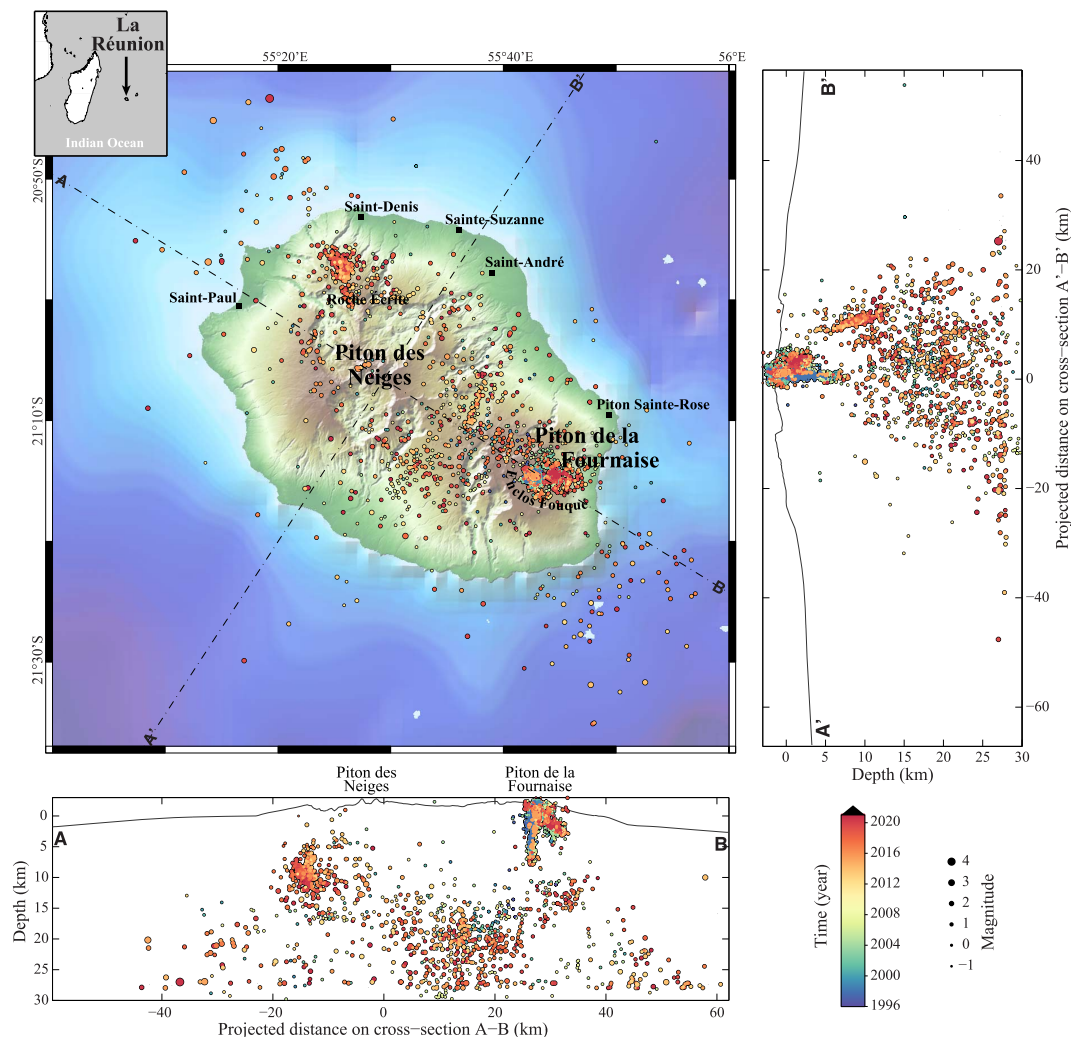 La
Réunion
Indian Ocean
55°20'E
55°40'E
56°E
20°50'S
21°10'S
21°30'S
A
B'
Saint-Denis
Sainte-Suzanne
Saint-André
Saint-Paul
Roche Ecrite
Piton des
Neiges
Piton Sainte-Rose
Piton de la
Fournaise
Enclos Fouqué
B
A'
B'
40
20
0
−20
−40
−60
A'
0
5
10
15
20
25
30
Depth (km)
Projected distance on cross−section A'−B' (km)
Piton des
Neiges
Piton de la
Fournaise
A
B
0
5
10
15
20
25
30
Depth (km)
−40
−20
0
20
40
60
Projected distance on cross−section A−B (km)
2020
2016
2012
2008
2004
2000
1996
Time (year)
4
3
2
1
0
−1
Magnitude